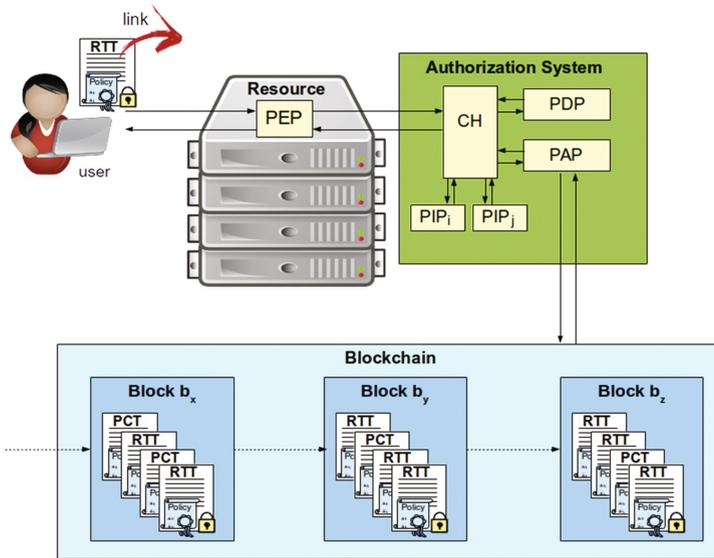 link
RTT
Policy
user
Resource
PEP
Authorization System
CH
PDP
PAP
PIPi
PIPj
Blockchain
Block bx
PCT
RTT
PCT
RTT
Policy
Block by
RTT
PCT
RTT
RTT
Policy
Block bz
RTT
RTT
PCT
RTT
Policy